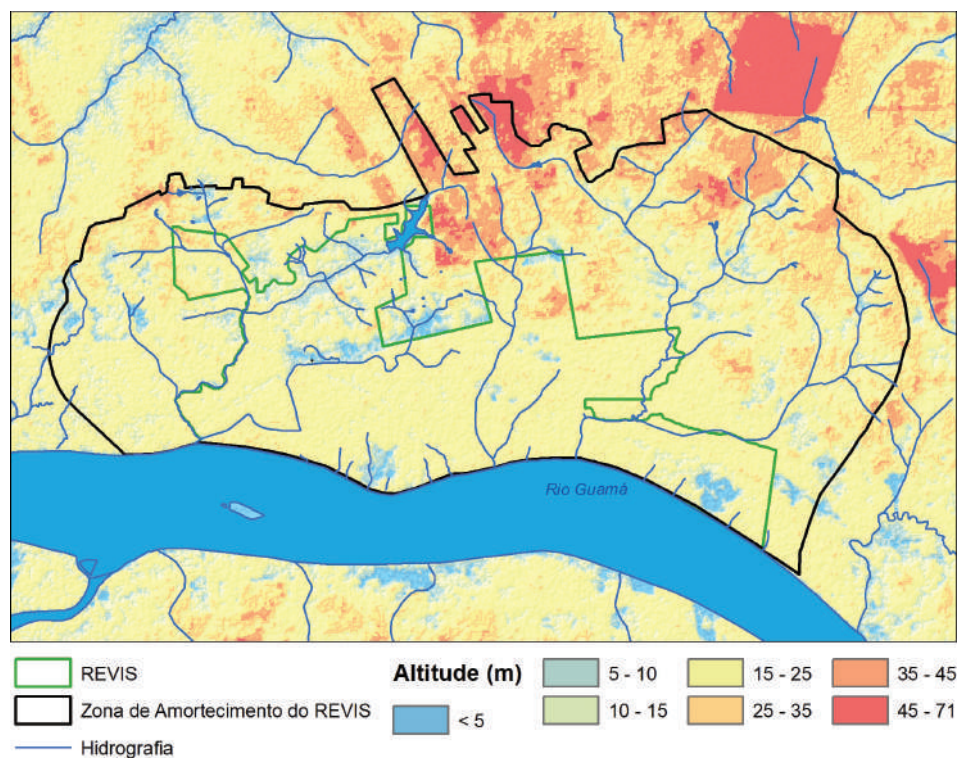 Rio Guamá
REVIS
Zona de Amortecimento do REVIS
Hidrografia
Altitude (m)
< 5
5 - 10
10 - 15
15 - 25
25 - 35
35 - 45
45 - 71